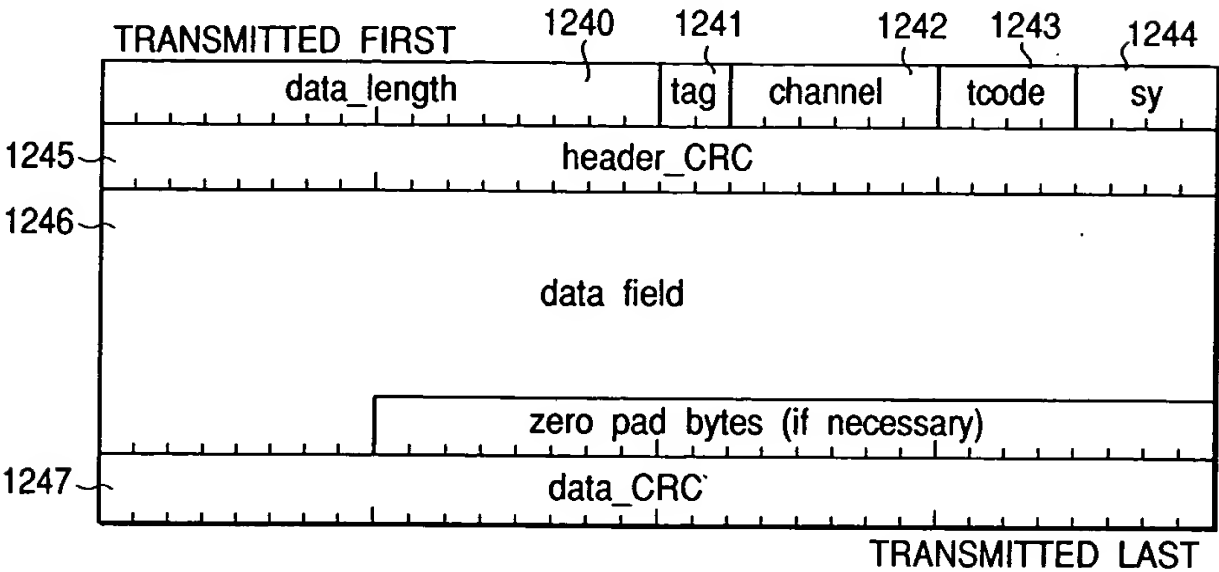 TRANSMITTED FIRST 1240 1241 1242 1243 1244
data_length tag channel tcode sy
1245 header_CRC
1246
data field
zero pad bytes (if necessary)
1247 data_CRC
TRANSMITTED LAST